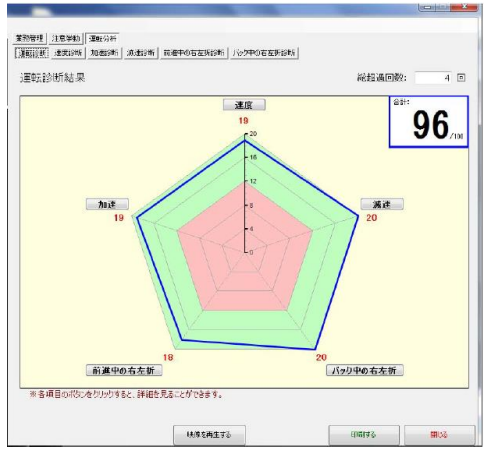 業務管理 注意挙動 運転分析
運転診断 速度診断 加速診断 減速診断 前進中の右左折診断 バック中の右左折診断
運転診断結果
総超過回数: 4 回
合計:
96/100
速度
19
20
16
12
8
4
0
加速
19
減速
20
前進中の右左折
18
バック中の右左折
20
※各項目のボタンをクリックすると、詳細を見ることができます。
映像を再生する
印刷する
閉じる